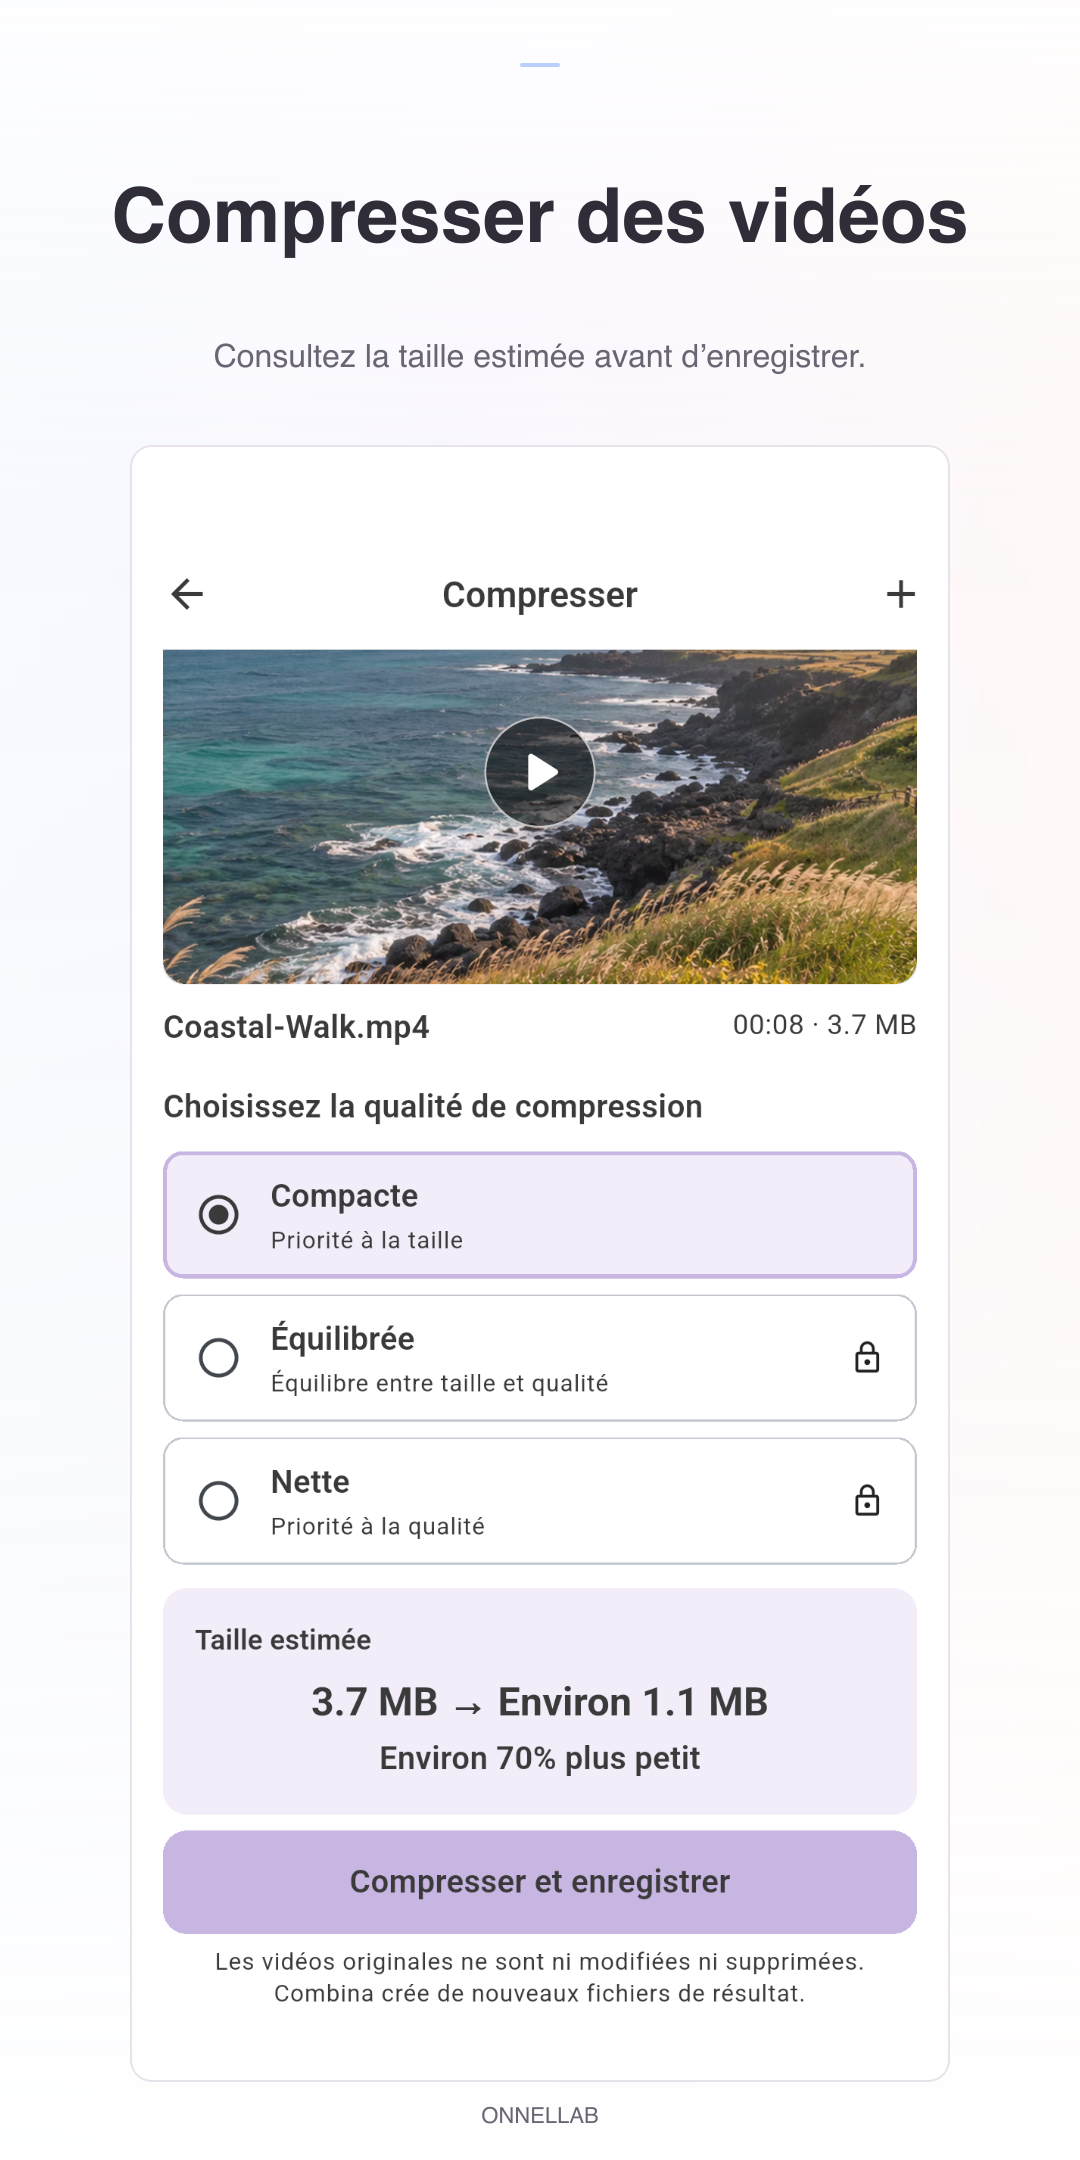 Compresser des vidéos
Consultez la taille estimée avant d’enregistrer.
Compresser
Coastal-Walk.mp4
00:08 · 3.7 MB
Choisissez la qualité de compression
Compacte
Priorité à la taille
Équilibrée
Équilibre entre taille et qualité
Nette
Priorité à la qualité
Taille estimée
3.7 MB → Environ 1.1 MB
Environ 70% plus petit
Compresser et enregistrer
Les vidéos originales ne sont ni modifiées ni supprimées.
Combina crée de nouveaux fichiers de résultat.
ONNELLAB